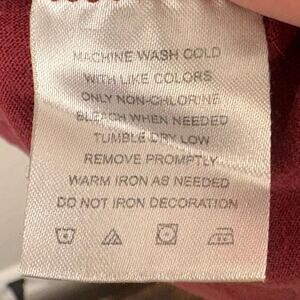 MACHINE WASH COLD
WITH LIKE COLORS
ONLY NON-CHLORINE
BLEACH WHEN NEEDED
TUMBLE DRY LOW
REMOVE PROMPTLY
WARM IRON AS NEEDED
DO NOT IRON DECORATION